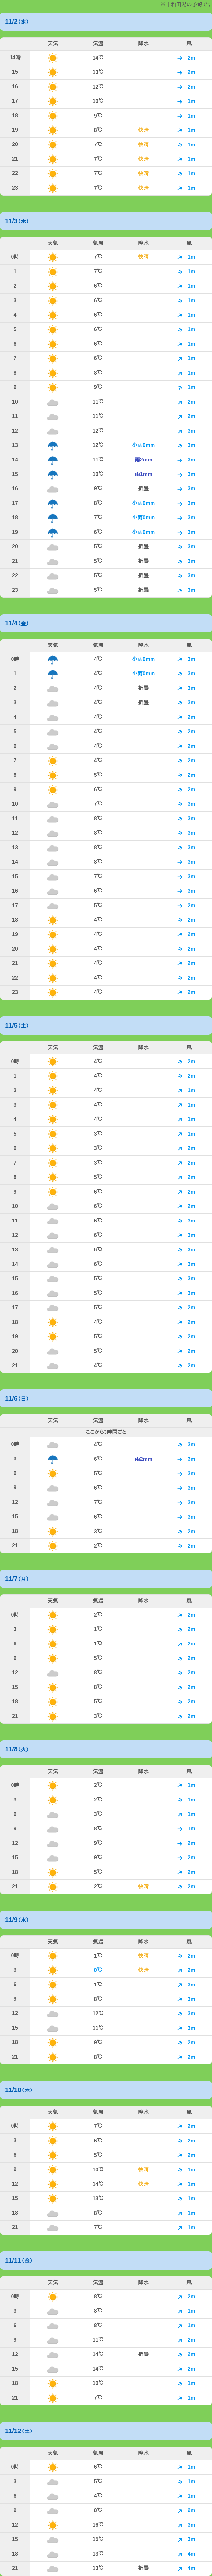 ※十和田湖の予報です
11/2(水)
天気 気温 降水 風
14時 14℃ 2m
15 13℃ 2m
16 12℃ 2m
17 10℃ 1m
18 9℃ 1m
19 8℃ 快晴 1m
20 7℃ 快晴 1m
21 7℃ 快晴 1m
22 7℃ 快晴 1m
23 7℃ 快晴 1m
11/3(木)
天気 気温 降水 風
0時 7℃ 快晴 1m
1 7℃ 1m
2 6℃ 1m
3 6℃ 1m
4 6℃ 1m
5 6℃ 1m
6 6℃ 1m
7 6℃ 1m
8 8℃ 1m
9 9℃ 1m
10 11℃ 2m
11 11℃ 2m
12 12℃ 3m
13 12℃ 小雨0mm 3m
14 11℃ 雨2mm 3m
15 10℃ 雨1mm 3m
16 9℃ 折畳 3m
17 8℃ 小雨0mm 3m
18 7℃ 小雨0mm 3m
19 6℃ 小雨0mm 3m
20 5℃ 折畳 3m
21 5℃ 折畳 3m
22 5℃ 折畳 3m
23 5℃ 折畳 3m
11/4(金)
天気 気温 降水 風
0時 4℃ 小雨0mm 3m
1 4℃ 小雨0mm 3m
2 4℃ 折畳 3m
3 4℃ 折畳 3m
4 4℃ 2m
5 4℃ 2m
6 4℃ 2m
7 4℃ 2m
8 5℃ 2m
9 6℃ 2m
10 7℃ 3m
11 8℃ 3m
12 8℃ 3m
13 8℃ 3m
14 8℃ 3m
15 7℃ 3m
16 6℃ 3m
17 5℃ 2m
18 4℃ 2m
19 4℃ 2m
20 4℃ 2m
21 4℃ 2m
22 4℃ 2m
23 4℃ 2m
11/5(土)
天気 気温 降水 風
0時 4℃ 2m
1 4℃ 2m
2 4℃ 1m
3 4℃ 1m
4 4℃ 1m
5 3℃ 1m
6 3℃ 2m
7 3℃ 2m
8 5℃ 2m
9 6℃ 2m
10 6℃ 2m
11 6℃ 3m
12 6℃ 3m
13 6℃ 3m
14 6℃ 3m
15 5℃ 3m
16 5℃ 3m
17 5℃ 2m
18 4℃ 2m
19 5℃ 2m
20 5℃ 2m
21 4℃ 2m
11/6(日)
天気 気温 降水 風
ここから3時間ごと
0時 4℃ 3m
3 6℃ 雨2mm 3m
6 5℃ 3m
9 6℃ 3m
12 7℃ 3m
15 6℃ 3m
18 3℃ 2m
21 2℃ 2m
11/7(月)
天気 気温 降水 風
0時 2℃ 2m
3 1℃ 2m
6 1℃ 2m
9 5℃ 2m
12 8℃ 2m
15 8℃ 2m
18 5℃ 2m
21 3℃ 2m
11/8(火)
天気 気温 降水 風
0時 2℃ 1m
3 2℃ 2m
6 3℃ 1m
9 8℃ 1m
12 9℃ 2m
15 9℃ 2m
18 5℃ 2m
21 2℃ 快晴 2m
11/9(水)
天気 気温 降水 風
0時 1℃ 快晴 2m
3 0℃ 快晴 2m
6 1℃ 3m
9 8℃ 3m
12 12℃ 3m
15 11℃ 3m
18 9℃ 2m
21 8℃ 2m
11/10(木)
天気 気温 降水 風
0時 7℃ 2m
3 6℃ 2m
6 5℃ 2m
9 10℃ 快晴 1m
12 14℃ 快晴 1m
15 13℃ 1m
18 8℃ 1m
21 7℃ 1m
11/11(金)
天気 気温 降水 風
0時 8℃ 2m
3 8℃ 1m
6 8℃ 1m
9 11℃ 2m
12 14℃ 折畳 2m
15 14℃ 2m
18 10℃ 1m
21 7℃ 1m
11/12(土)
天気 気温 降水 風
0時 6℃ 1m
3 5℃ 1m
6 4℃ 1m
9 8℃ 2m
12 16℃ 3m
15 15℃ 3m
18 13℃ 4m
21 13℃ 折畳 4m